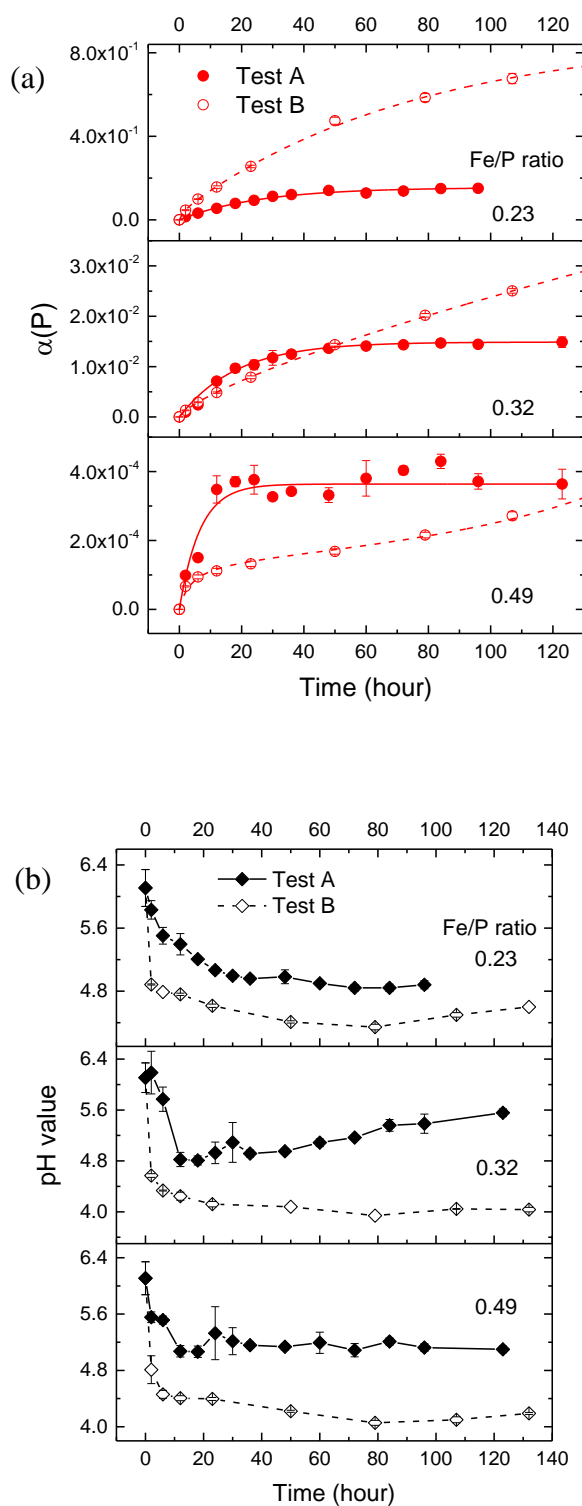 (a)
0 20 40 60 80 100 120
8.0x10⁻¹
Test A
Test B
4.0x10⁻¹
Fe/P ratio
0.0
0.23
3.0x10⁻²
2.0x10⁻²
α(P)
1.0x10⁻²
0.0
0.32
4.0x10⁻⁴
2.0x10⁻⁴
0.0
0.49
0 20 40 60 80 100 120
Time (hour)
(b)
0 20 40 60 80 100 120 140
6.4
Test A
Test B
5.6
Fe/P ratio
0.23
4.8
6.4
5.6
pH value
4.8
0.32
4.0
6.4
0.49
5.6
4.8
4.0
0 20 40 60 80 100 120 140
Time (hour)